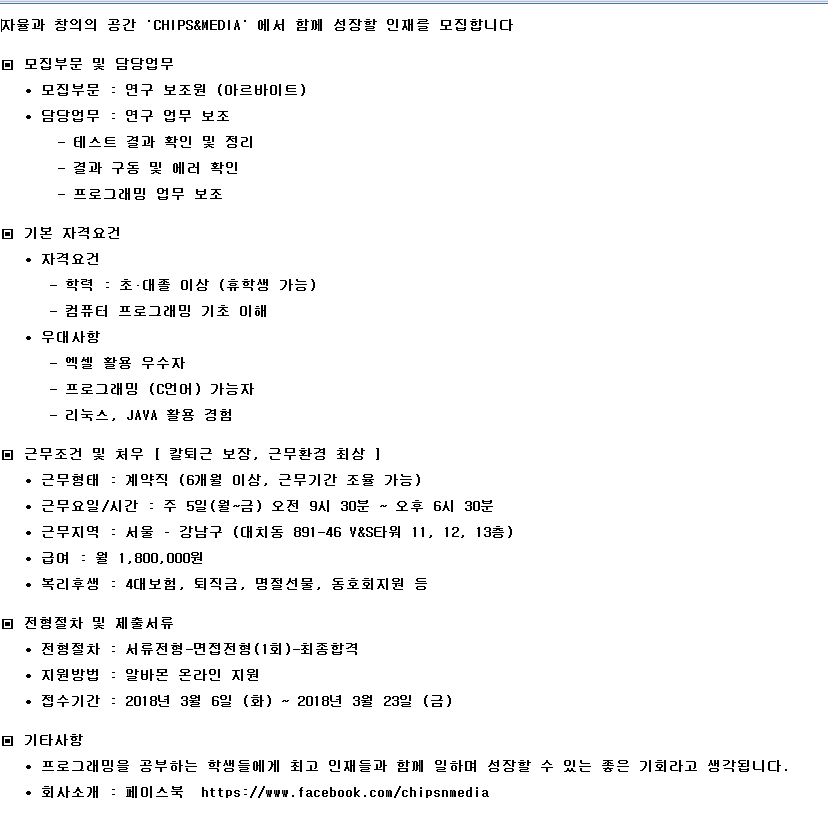 자율과 창의의 공간 'CHIPS&MEDIA' 에서 함께 성장할 인재를 모집합니다
▣ 모집부문 및 담당업무
• 모집부문 : 연구 보조원 (아르바이트)
• 담당업무 : 연구 업무 보조
- 테스트 결과 확인 및 정리
- 결과 구동 및 에러 확인
- 프로그래밍 업무 보조
▣ 기본 자격요건
• 자격요건
- 학력 : 초·대졸 이상 (휴학생 가능)
- 컴퓨터 프로그래밍 기초 이해
• 우대사항
- 엑셀 활용 우수자
- 프로그래밍 (C언어) 가능자
- 리눅스, JAVA 활용 경험
▣ 근무조건 및 처우 [ 칼퇴근 보장, 근무환경 최상 ]
• 근무형태 : 계약직 (6개월 이상, 근무기간 조율 가능)
• 근무요일/시간 : 주 5일(월~금) 오전 9시 30분 ~ 오후 6시 30분
• 근무지역 : 서울 - 강남구 (대치동 891-46 V&S타워 11, 12, 13층)
• 급여 : 월 1,800,000원
• 복리후생 : 4대보험, 퇴직금, 명절선물, 동호회지원 등
▣ 전형절차 및 제출서류
• 전형절차 : 서류전형-면접전형(1회)-최종합격
• 지원방법 : 알바몬 온라인 지원
• 접수기간 : 2018년 3월 6일 (화) ~ 2018년 3월 23일 (금)
▣ 기타사항
• 프로그래밍을 공부하는 학생들에게 최고 인재들과 함께 일하며 성장할 수 있는 좋은 기회라고 생각됩니다.
• 회사소개 : 페이스북 https://www.facebook.com/chipsnmedia